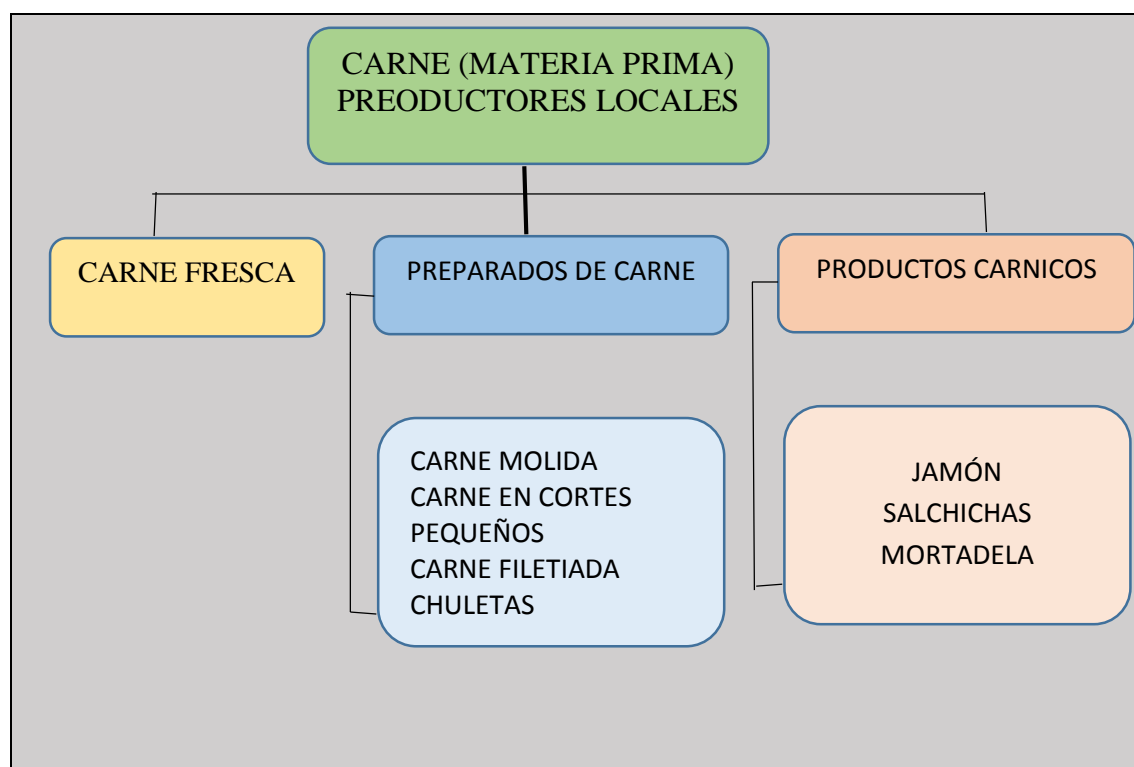 CARNE (MATERIA PRIMA)
PREODUCTORES LOCALES
CARNE FRESCA
PREPARADOS DE CARNE
PRODUCTOS CARNICOS
CARNE MOLIDA
CARNE EN CORTES
PEQUEÑOS
CARNE FILETIADA
CHULETAS
JAMÓN
SALCHICHAS
MORTADELA